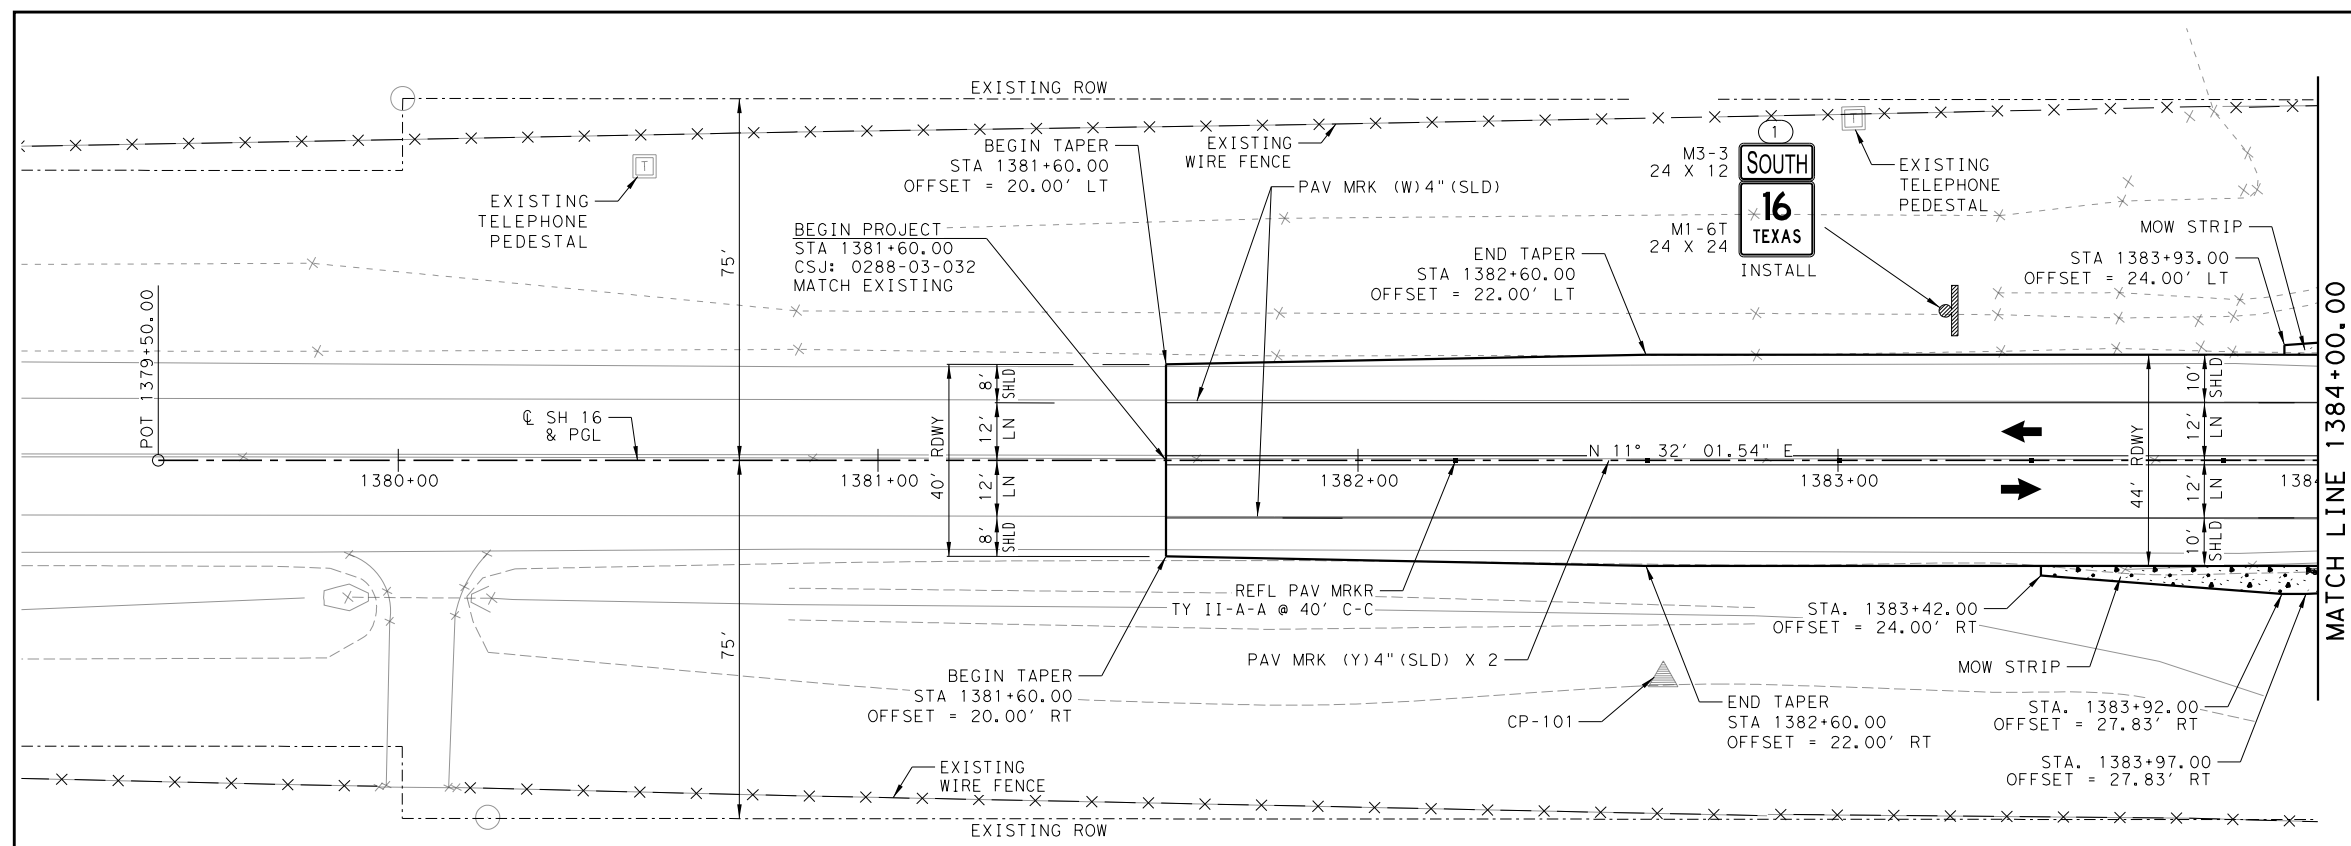 EXISTING ROW
BEGIN TAPER
STA 1381+60.00
OFFSET = 20.00' LT
EXISTING
WIRE FENCE
PAV MRK (W)4"(SLD)
M3-3
24 X 12
1
SOUTH
16
TEXAS
M1-6T
24 X 24
INSTALL
T
EXISTING
TELEPHONE
PEDESTAL
T
EXISTING
TELEPHONE
PEDESTAL
75'
BEGIN PROJECT
STA 1381+60.00
CSJ: 0288-03-032
MATCH EXISTING
END TAPER
STA 1382+60.00
OFFSET = 22.00' LT
MOW STRIP
STA 1383+93.00
OFFSET = 24.00' LT
POT 1379+50.00
℄ SH 16
& PGL
40' RDWY
8'
SHLD
12'
LN
12'
LN
8'
SHLD
N 11° 32' 01.54" E
1380+00
1381+00
1382+00
1383+00
1384
44' RDWY
10'
SHLD
12'
LN
12'
LN
10'
SHLD
MATCH LINE 1384+00.00
75'
REFL PAV MRKR
TY II-A-A @ 40' C-C
PAV MRK (Y)4"(SLD) X 2
STA. 1383+42.00
OFFSET = 24.00' RT
MOW STRIP
BEGIN TAPER
STA 1381+60.00
OFFSET = 20.00' RT
CP-101
END TAPER
STA 1382+60.00
OFFSET = 22.00' RT
STA. 1383+92.00
OFFSET = 27.83' RT
STA. 1383+97.00
OFFSET = 27.83' RT
EXISTING
WIRE FENCE
EXISTING ROW